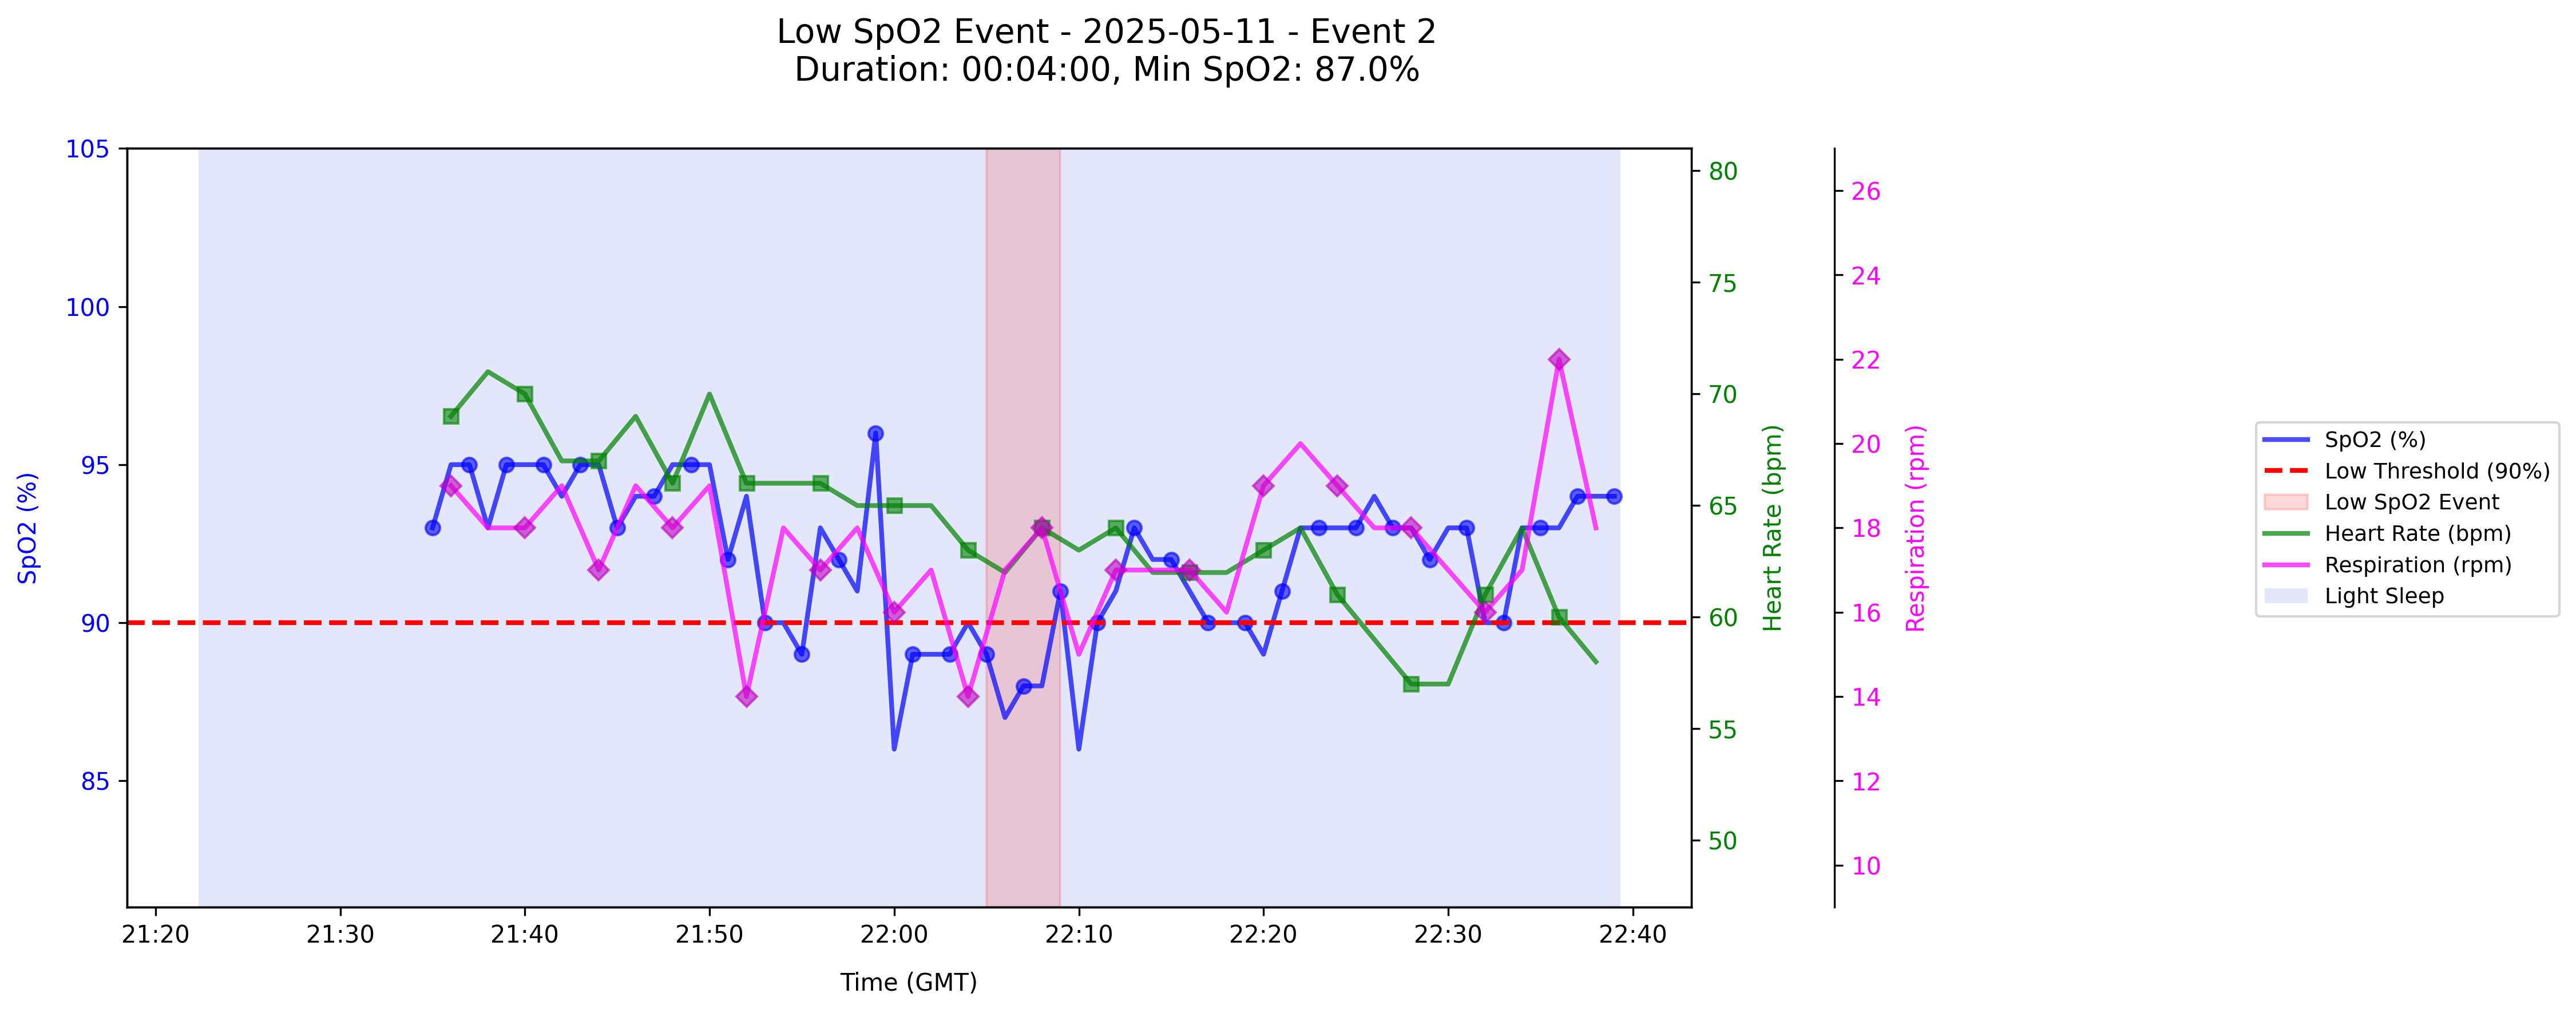 Low SpO2 Event - 2025-05-11 - Event 2
Duration: 00:04:00, Min SpO2: 87.0%
105
100
95
90
85
SpO2 (%)
80
75
70
65
60
55
50
Heart Rate (bpm)
26
24
22
20
18
16
14
12
10
Respiration (rpm)
SpO2 (%)
Low Threshold (90%)
Low SpO2 Event
Heart Rate (bpm)
Respiration (rpm)
Light Sleep
21:20 21:30 21:40 21:50 22:00 22:10 22:20 22:30 22:40
Time (GMT)